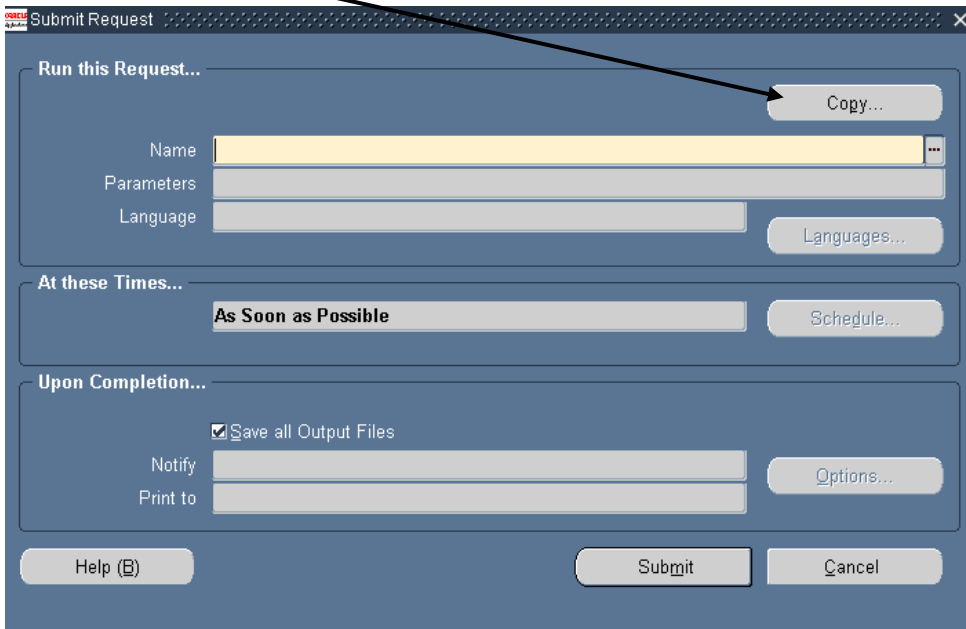 Submit Request
Run this Request...
Copy...
Name
Parameters
Language
Languages...
At these Times...
As Soon as Possible
Schedule...
Upon Completion...
Save all Output Files
Notify
Options...
Print to
Help (B)
Submit
Cancel